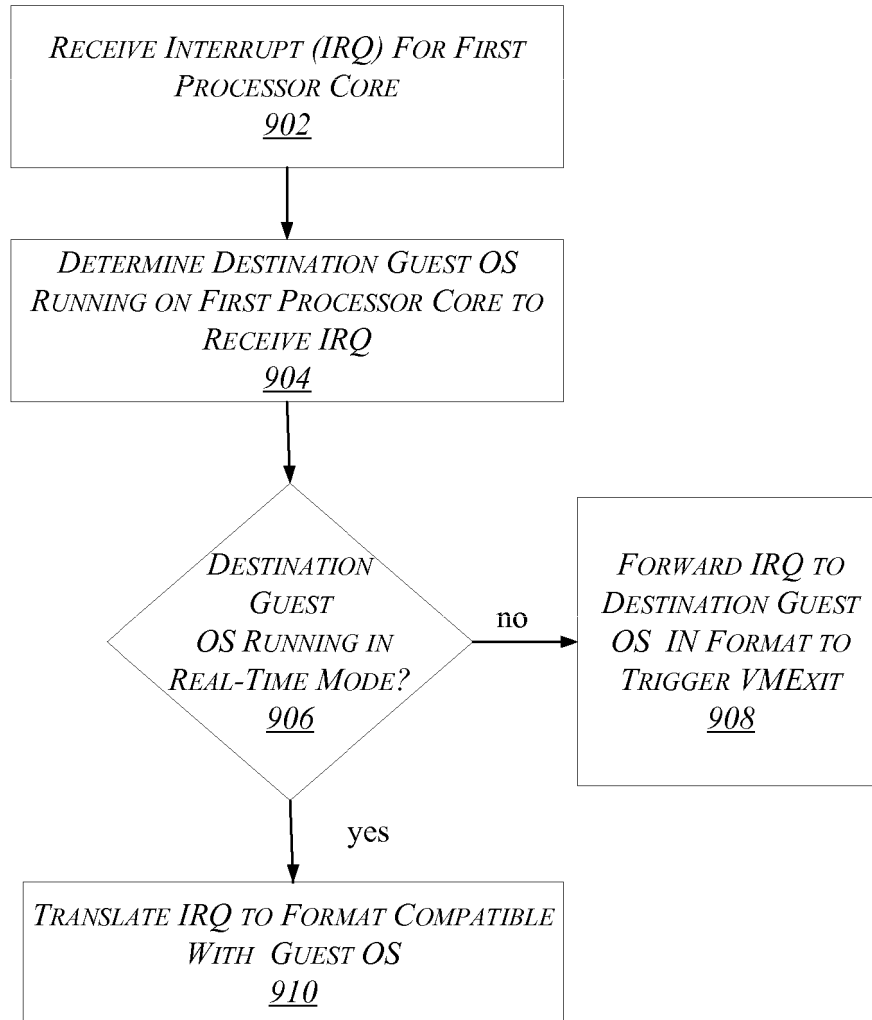 RECEIVE INTERRUPT (IRQ) FOR FIRST
PROCESSOR CORE
902
DETERMINE DESTINATION GUEST OS
RUNNING ON FIRST PROCESSOR CORE TO
RECEIVE IRQ
904
DESTINATION
GUEST
OS RUNNING IN
REAL-TIME MODE?
906
no
FORWARD IRQ TO
DESTINATION GUEST
OS IN FORMAT TO
TRIGGER VMEXIT
908
yes
TRANSLATE IRQ TO FORMAT COMPATIBLE
WITH GUEST OS
910